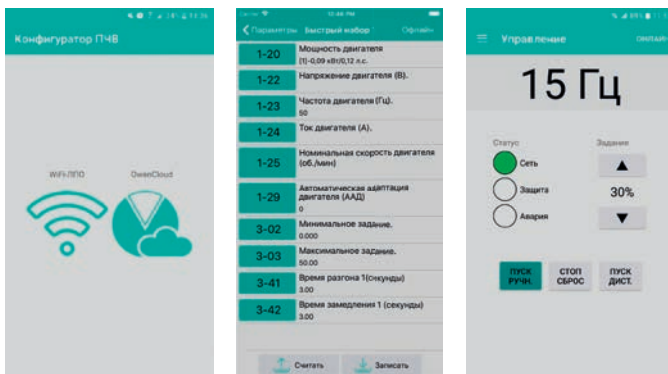 Конфигуратор ПЧВ
WiFi-ЛПО
OwenCloud
12:44 PM
Параметры Быстрый набор Офлайн
1-20 Мощность двигателя
[1]-0,09 кВт/0,12 л.с.
1-22 Напряжение двигателя (В).
1-23 Частота двигателя (Гц).
50
1-24 Ток двигателя (А).
1-25 Номинальная скорость двигателя
(об./мин)
1-29 Автоматическая адаптация
двигателя (ААД)
0
3-02 Минимальное задание.
0.000
3-03 Максимальное задание.
50.00
3-41 Время разгона 1(секунды)
3.00
3-42 Время замедления 1 (секунды)
3.00
Считать Записать
Управление ОНЛАЙН
15 Гц
Статус Задание
Сеть
Защита 30%
Авария
ПУСК РУЧН.
СТОП СБРОС
ПУСК ДИСТ.